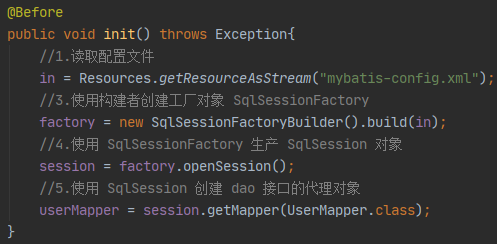 @Before
public void init() throws Exception{
//1.读取配置文件
in = Resources.getResourceAsStream("mybatis-config.xml");
//3.使用构建者创建工厂对象 SqlSessionFactory
factory = new SqlSessionFactoryBuilder().build(in);
//4.使用 SqlSessionFactory 生产 SqlSession 对象
session = factory.openSession();
//5.使用 SqlSession 创建 dao 接口的代理对象
userMapper = session.getMapper(UserMapper.class);
}